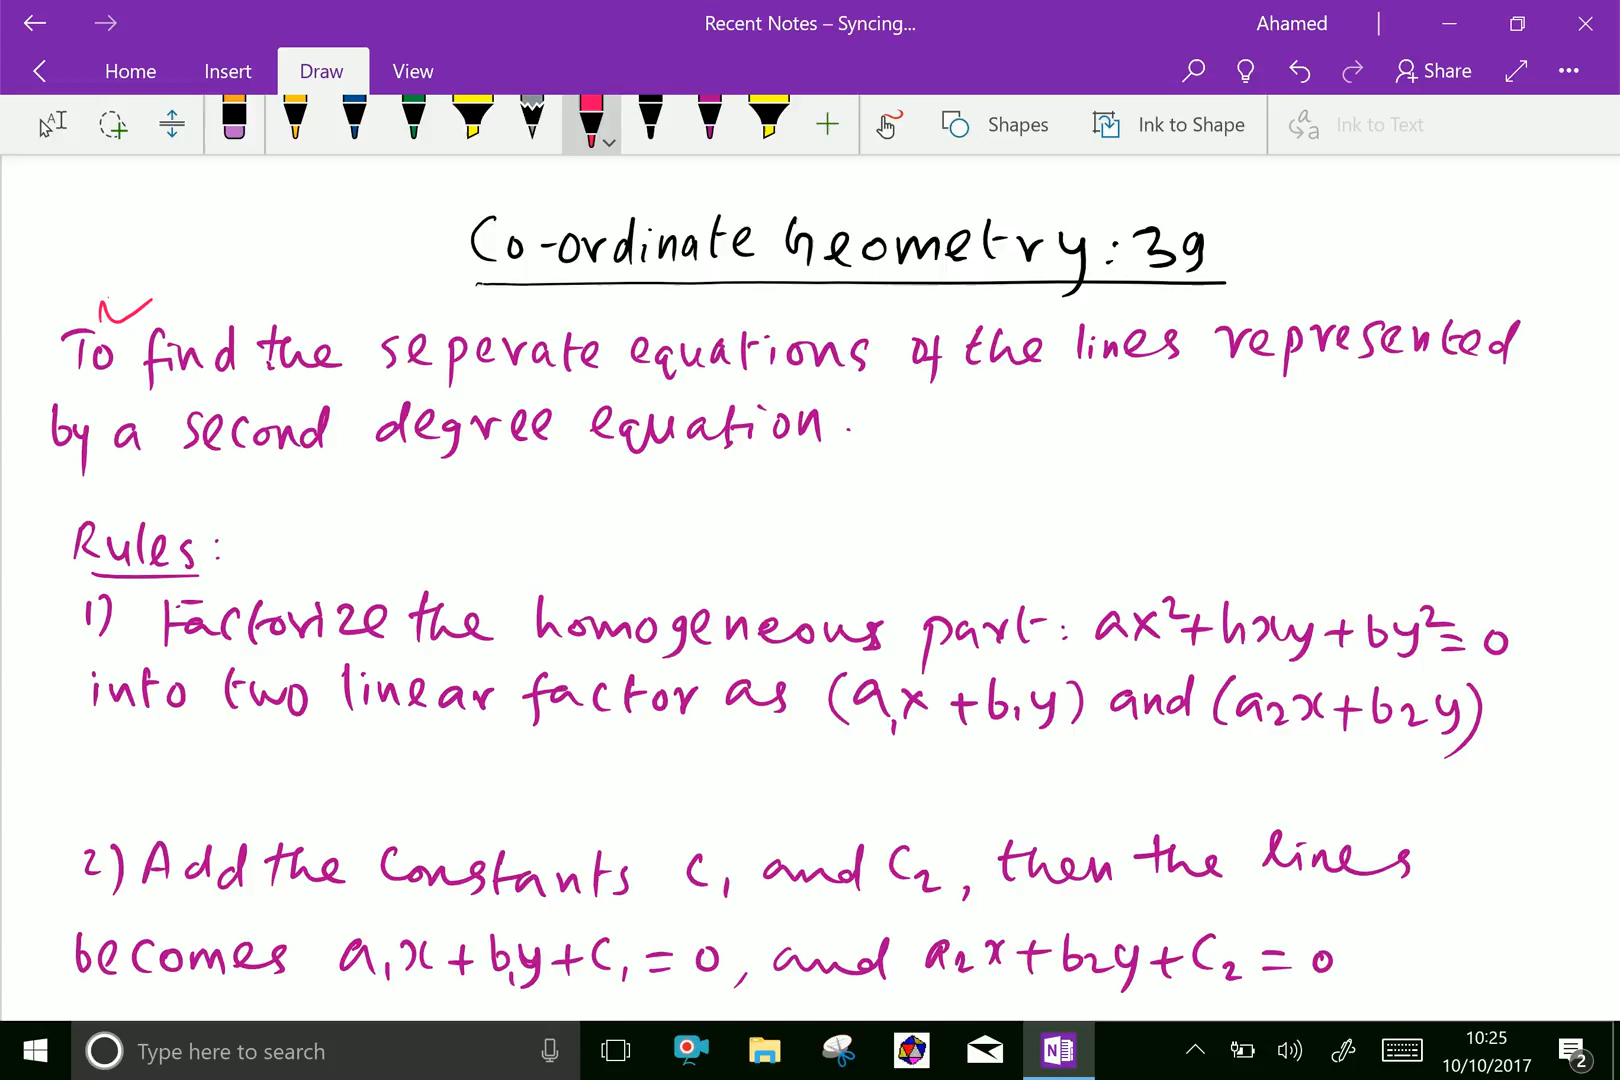 Recent Notes – Syncing...
Ahamed
Home Insert Draw View
Share
Shapes Ink to Shape Ink to Text
Co-ordinate Geometry: 39
To find the seperate equations of the lines represented
by a second degree equation.
Rules:
1) Factorize the homogeneous part: ax²+hxy+by²=0
into two linear factor as (a₁x+b₁y) and (a₂x+b₂y)
2) Add the constants C₁ and C₂, then the lines
becomes a₁x+b₁y+C₁=0, and a₂x+b₂y+C₂=0
Type here to search
10:25
10/10/2017
2